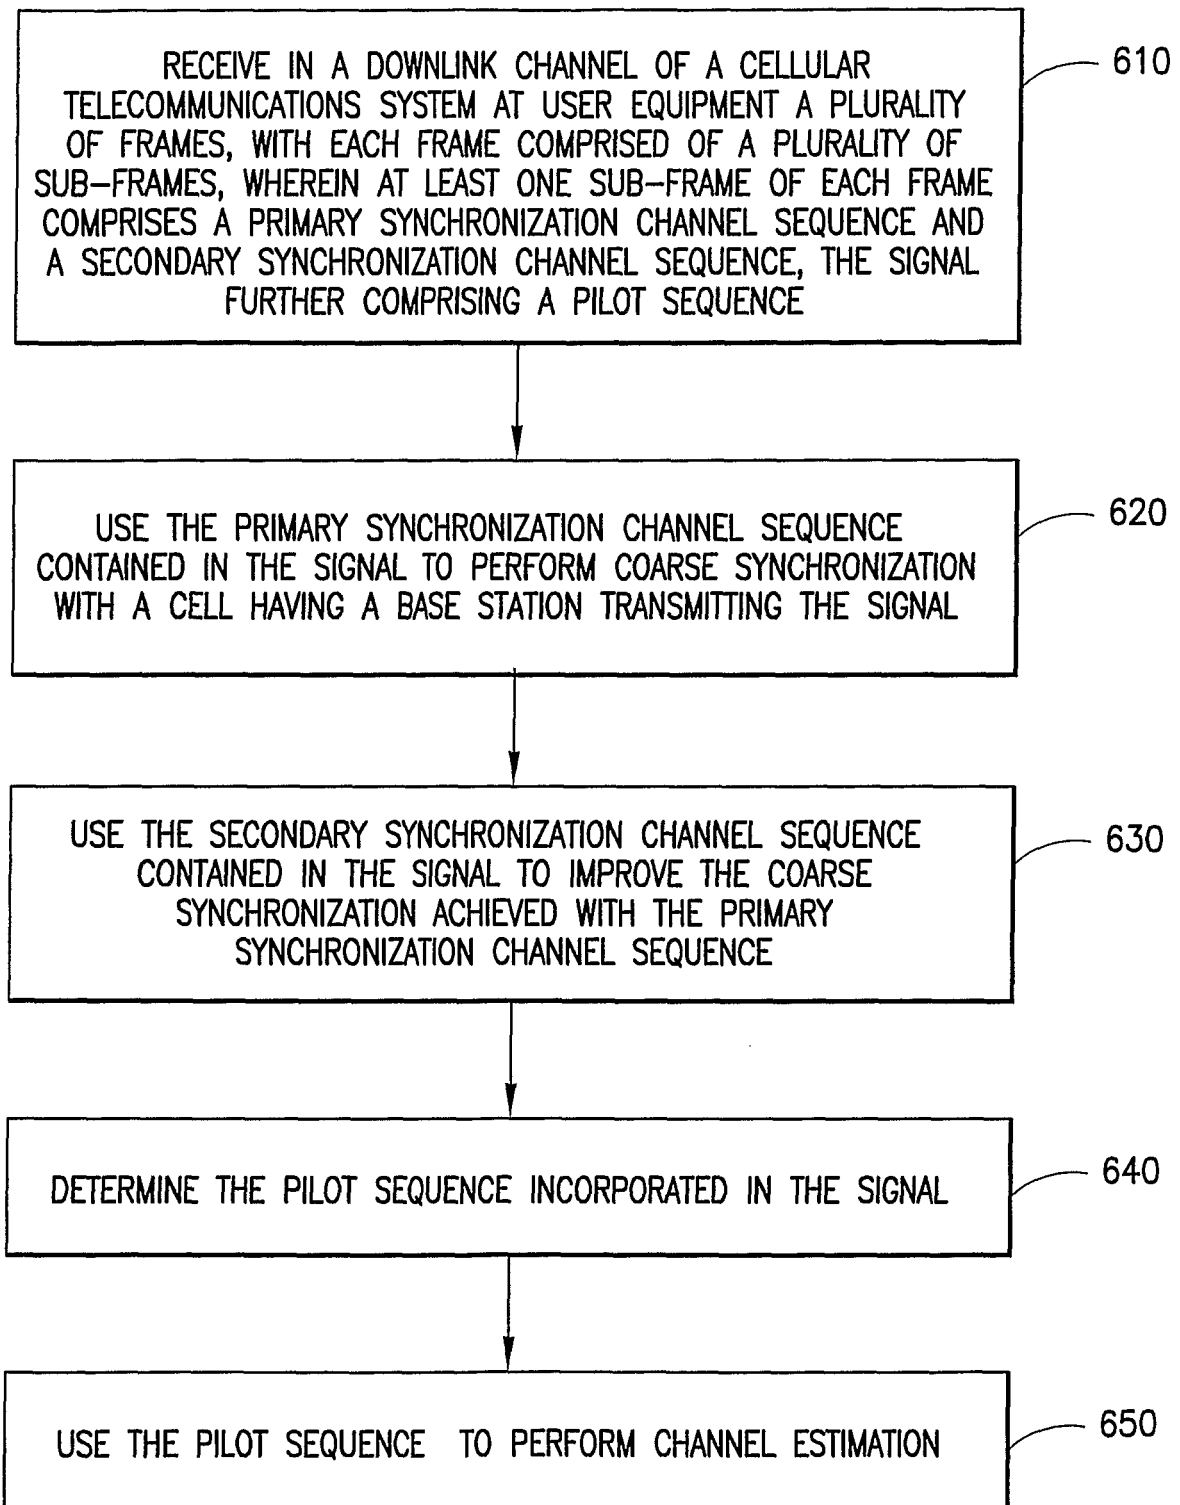 RECEIVE IN A DOWNLINK CHANNEL OF A CELLULAR
TELECOMMUNICATIONS SYSTEM AT USER EQUIPMENT A PLURALITY
OF FRAMES, WITH EACH FRAME COMPRISED OF A PLURALITY OF
SUB-FRAMES, WHEREIN AT LEAST ONE SUB-FRAME OF EACH FRAME
COMPRISES A PRIMARY SYNCHRONIZATION CHANNEL SEQUENCE AND
A SECONDARY SYNCHRONIZATION CHANNEL SEQUENCE, THE SIGNAL
FURTHER COMPRISING A PILOT SEQUENCE
610
USE THE PRIMARY SYNCHRONIZATION CHANNEL SEQUENCE
CONTAINED IN THE SIGNAL TO PERFORM COARSE SYNCHRONIZATION
WITH A CELL HAVING A BASE STATION TRANSMITTING THE SIGNAL
620
USE THE SECONDARY SYNCHRONIZATION CHANNEL SEQUENCE
CONTAINED IN THE SIGNAL TO IMPROVE THE COARSE
SYNCHRONIZATION ACHIEVED WITH THE PRIMARY
SYNCHRONIZATION CHANNEL SEQUENCE
630
DETERMINE THE PILOT SEQUENCE INCORPORATED IN THE SIGNAL
640
USE THE PILOT SEQUENCE TO PERFORM CHANNEL ESTIMATION
650